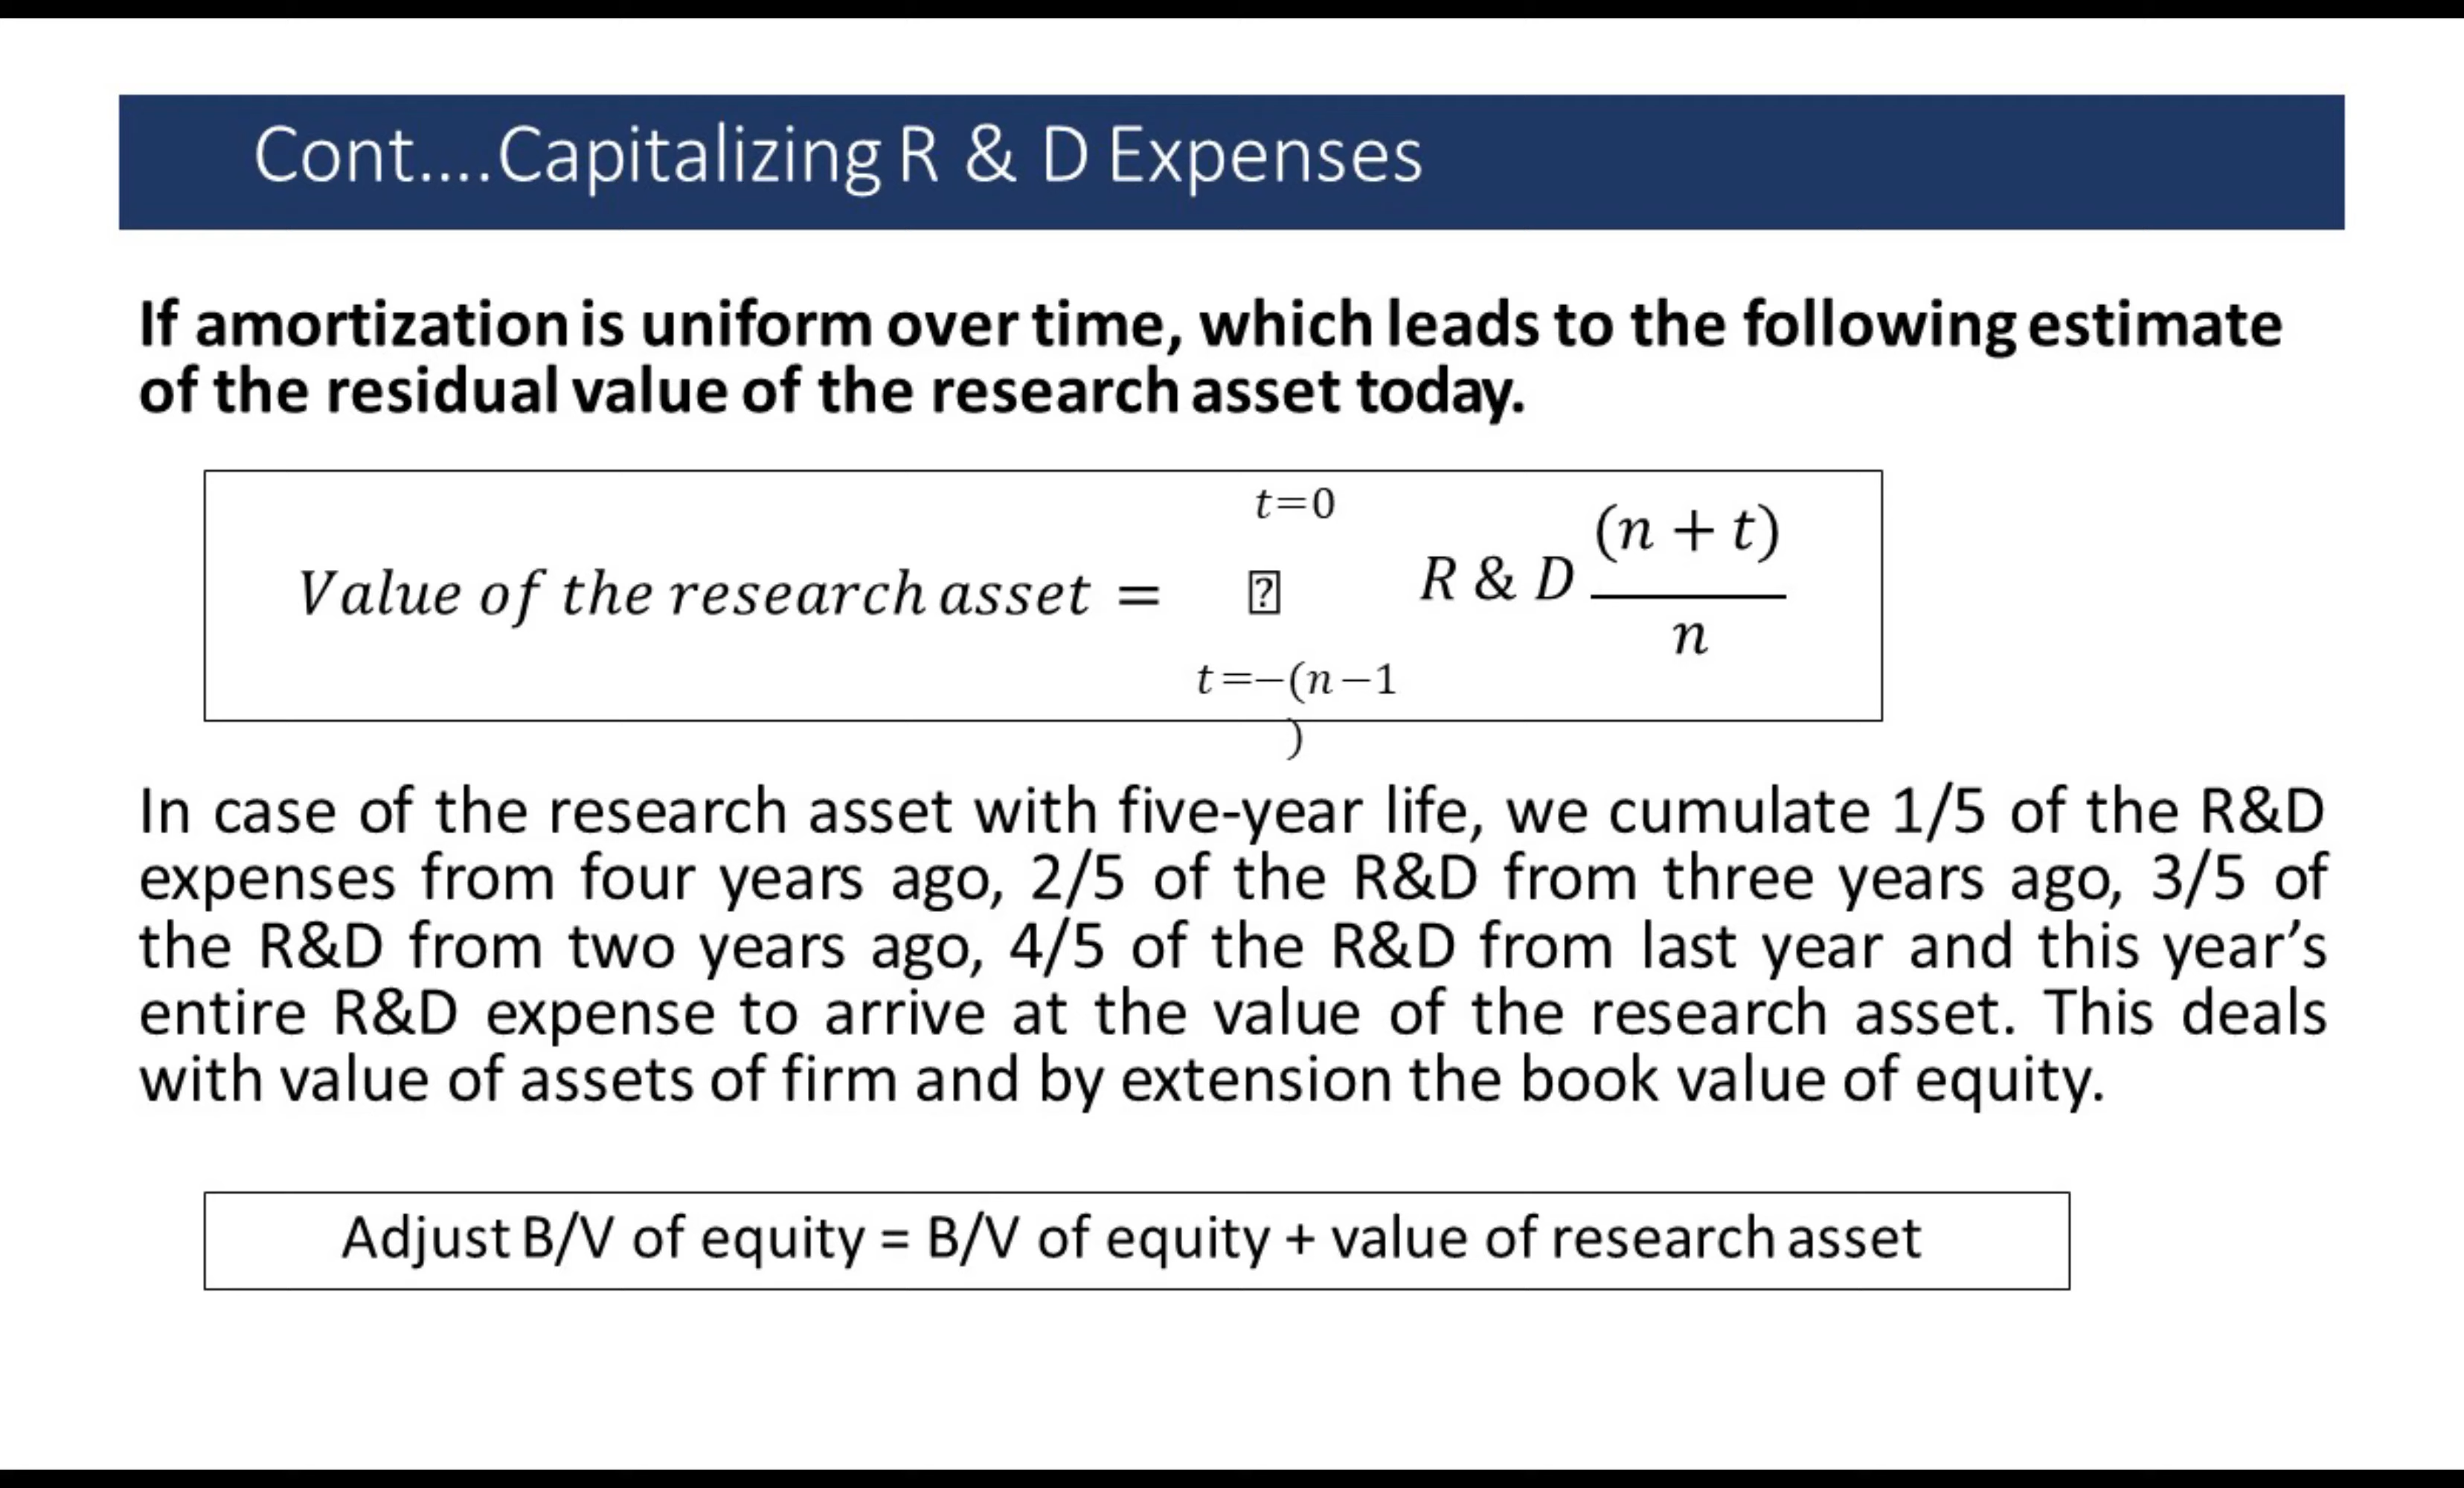 Cont....Capitalizing R & D Expenses
If amortization is uniform over time, which leads to the following estimate
of the residual value of the research asset today.
t=0
Value of the research asset = ⍰ R & D (n + t)
n
t=−(n−1
)
In case of the research asset with five-year life, we cumulate 1/5 of the R&D
expenses from four years ago, 2/5 of the R&D from three years ago, 3/5 of
the R&D from two years ago, 4/5 of the R&D from last year and this year’s
entire R&D expense to arrive at the value of the research asset. This deals
with value of assets of firm and by extension the book value of equity.
Adjust B/V of equity = B/V of equity + value of research asset